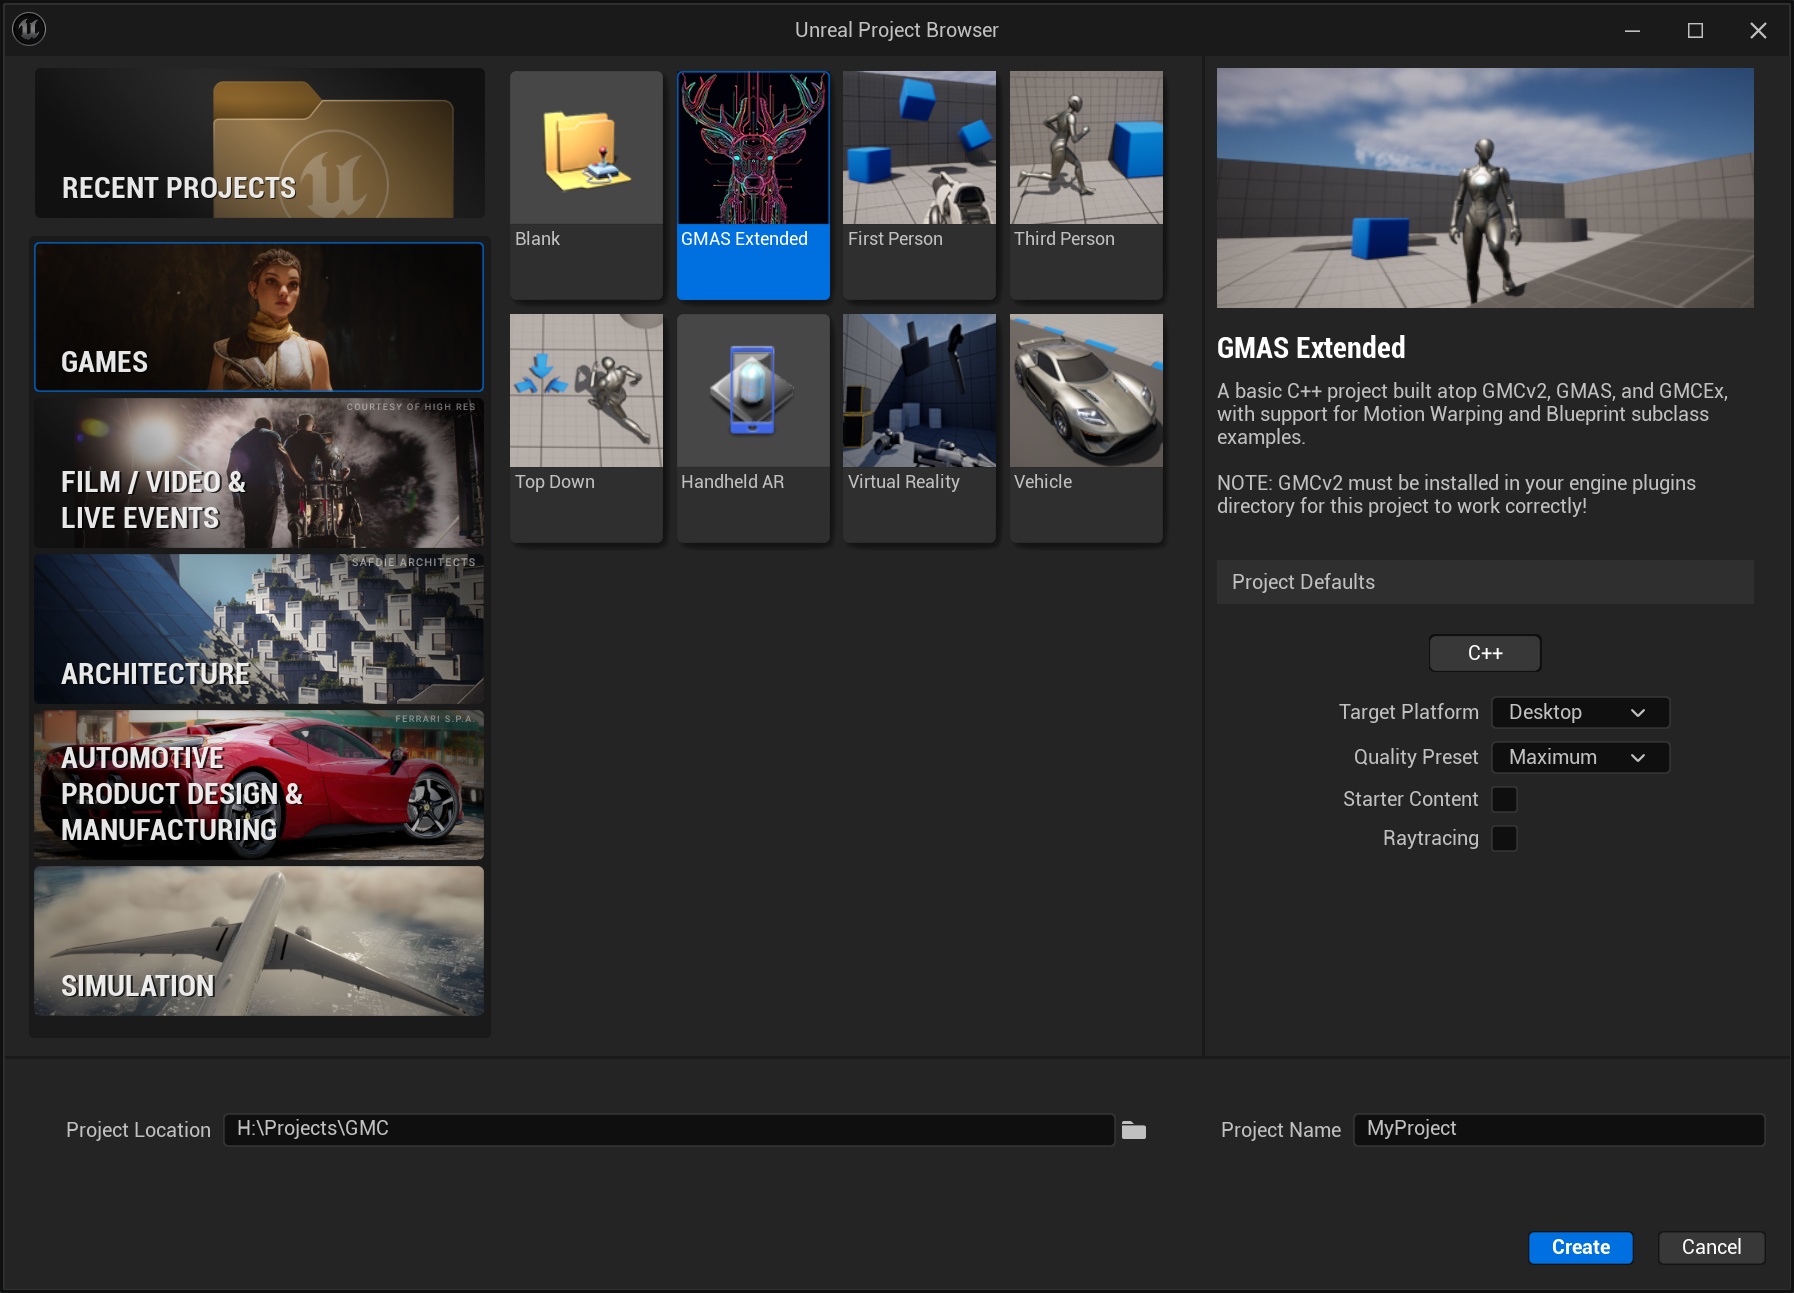 Unreal Project Browser
RECENT PROJECTS
GAMES
COURTESY OF HIGH RES
FILM / VIDEO &
LIVE EVENTS
SAFDIE ARCHITECTS
ARCHITECTURE
FERRARI S.P.A.
AUTOMOTIVE
PRODUCT DESIGN &
MANUFACTURING
SIMULATION
Blank
GMAS Extended
First Person
Third Person
Top Down
Handheld AR
Virtual Reality
Vehicle
GMAS Extended
A basic C++ project built atop GMCv2, GMAS, and GMCEx,
with support for Motion Warping and Blueprint subclass
examples.
NOTE: GMCv2 must be installed in your engine plugins
directory for this project to work correctly!
Project Defaults
C++
Target Platform Desktop
Quality Preset Maximum
Starter Content
Raytracing
Project Location H:\Projects\GMC
Project Name MyProject
Create Cancel